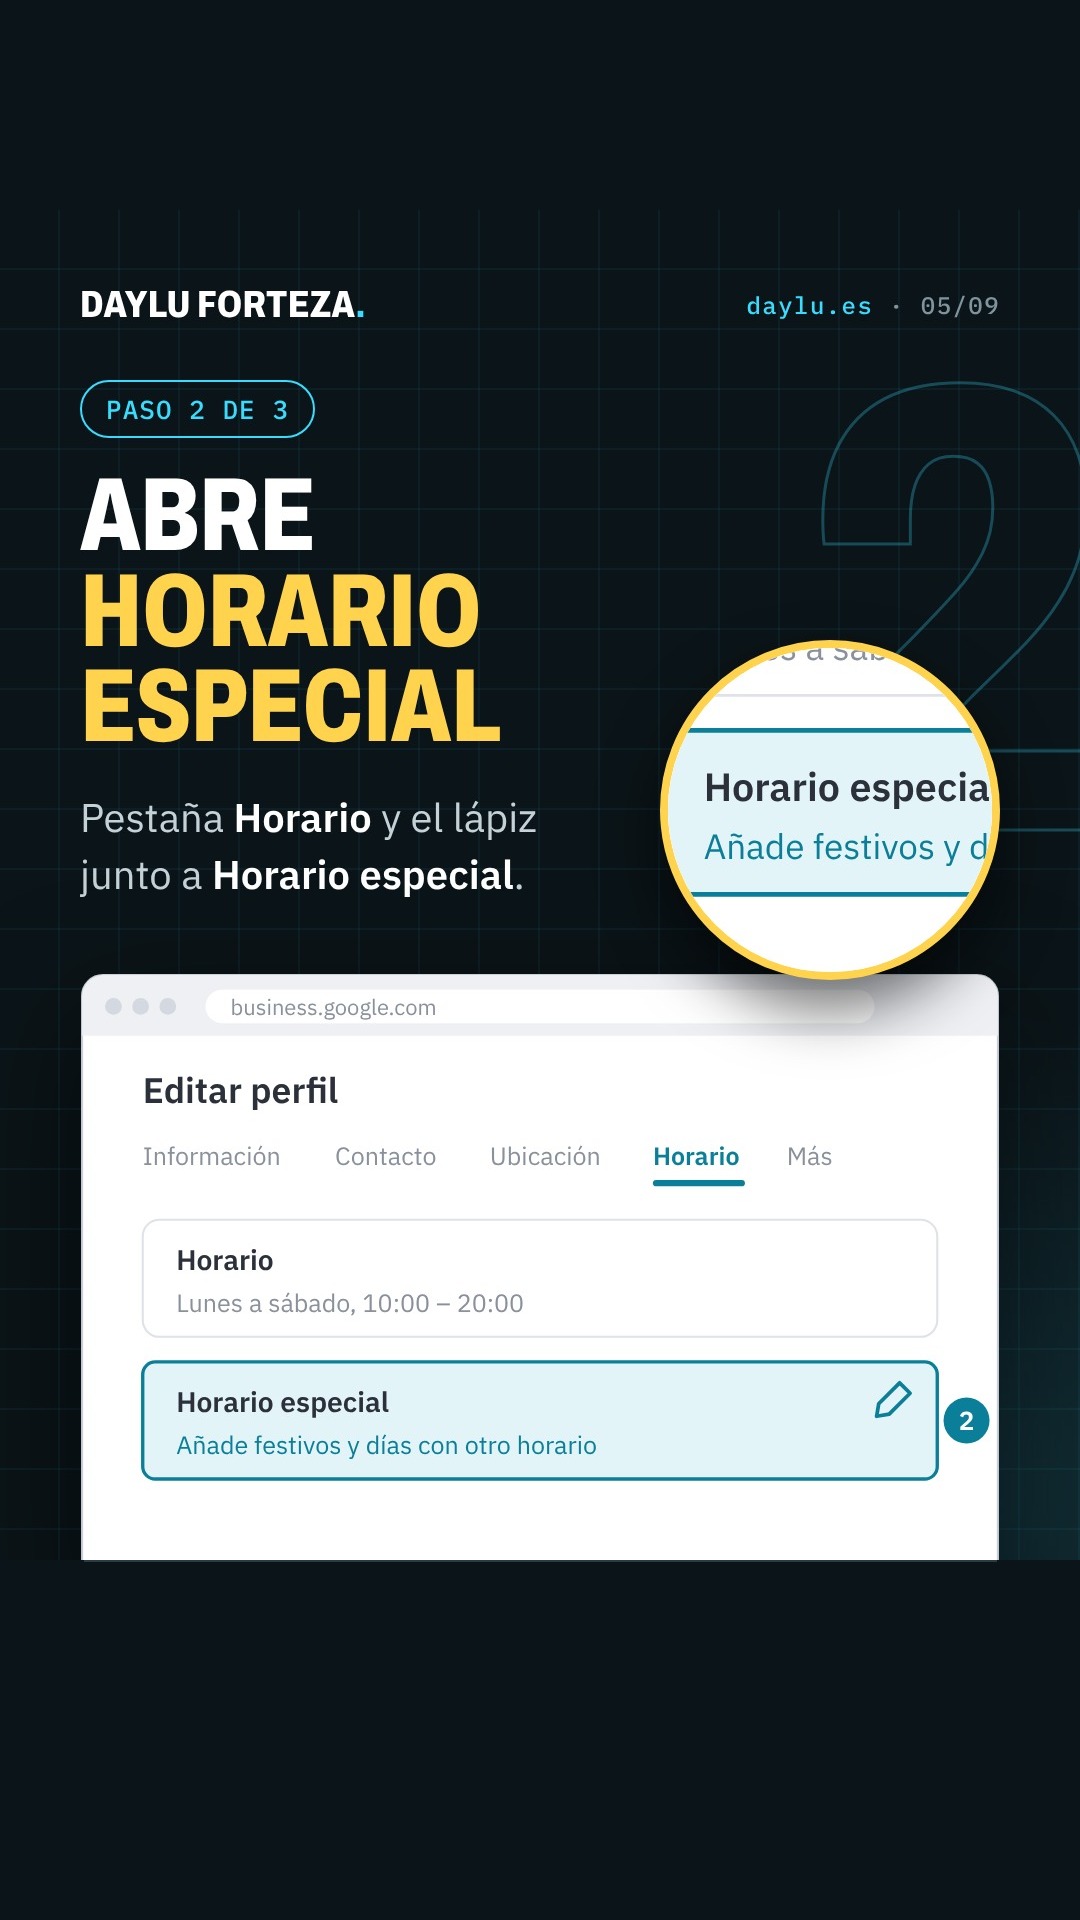 DAYLU FORTEZA.
daylu.es · 05/09
PASO 2 DE 3
2
ABRE
HORARIO
ESPECIAL
Pestaña Horario y el lápiz
junto a Horario especial.
Horario especia
Añade festivos y d
business.google.com
Editar perfil
Información Contacto Ubicación Horario Más
Horario
Lunes a sábado, 10:00 – 20:00
Horario especial
Añade festivos y días con otro horario
2